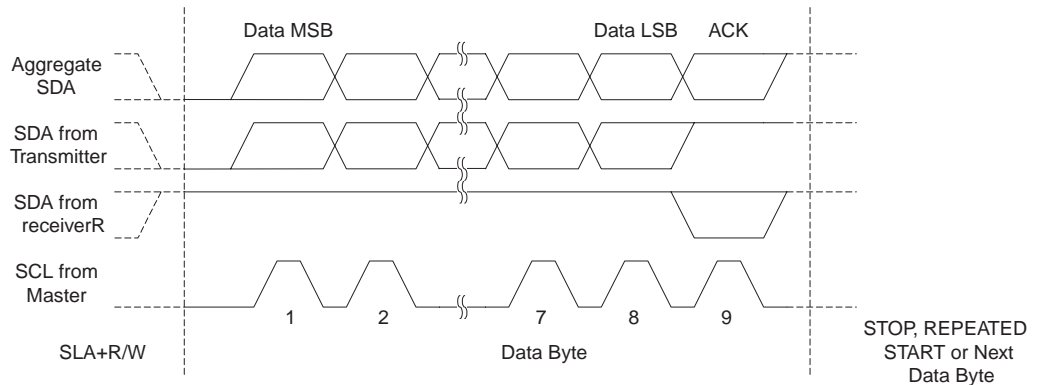 Data MSB
Data LSB
ACK
Aggregate
SDA
SDA from
Transmitter
SDA from
receiverR
SCL from
Master
1
2
7
8
9
SLA+R/W
Data Byte
STOP, REPEATED
START or Next
Data Byte